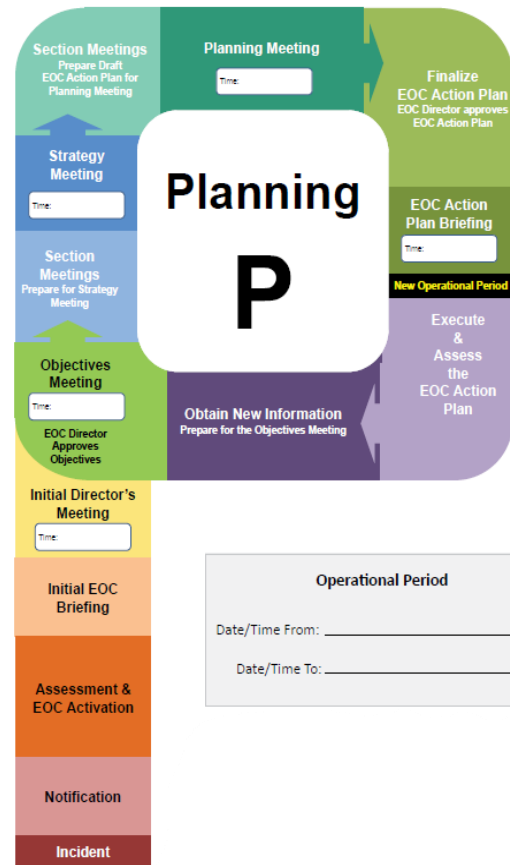 Section Meetings
Prepare Draft
EOC Action Plan for
Planning Meeting
Planning Meeting
Time:
Finalize
EOC Action Plan
EOC Director approves
EOC Action Plan
Strategy
Meeting
Time:
Planning
P
EOC Action
Plan Briefing
Time:
Section
Meetings
Prepare for Strategy
Meeting
New Operational Period
Execute
&
Assess
the
EOC Action
Plan
Objectives
Meeting
Time:
EOC Director
Approves
Objectives
Obtain New Information
Prepare for the Objectives Meeting
Initial Director's
Meeting
Time:
Initial EOC
Briefing
Operational Period
Date/Time From:
Date/Time To:
Assessment &
EOC Activation
Notification
Incident